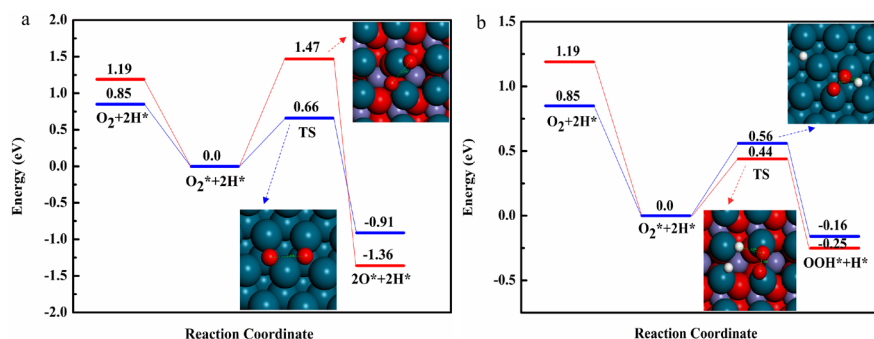 a
2.0
1.5
1.0
0.5
0.0
-0.5
-1.0
-1.5
-2.0
Energy (eV)
1.19
0.85
O₂+2H*
0.0
O₂*+2H*
1.47
0.66
TS
-0.91
-1.36
2O*+2H*
Reaction Coordinate
b
1.0
0.5
0.0
-0.5
Energy (eV)
1.19
0.85
O₂+2H*
0.0
O₂*+2H*
0.56
0.44
TS
-0.16
-0.25
OOH*+H*
Reaction Coordinate